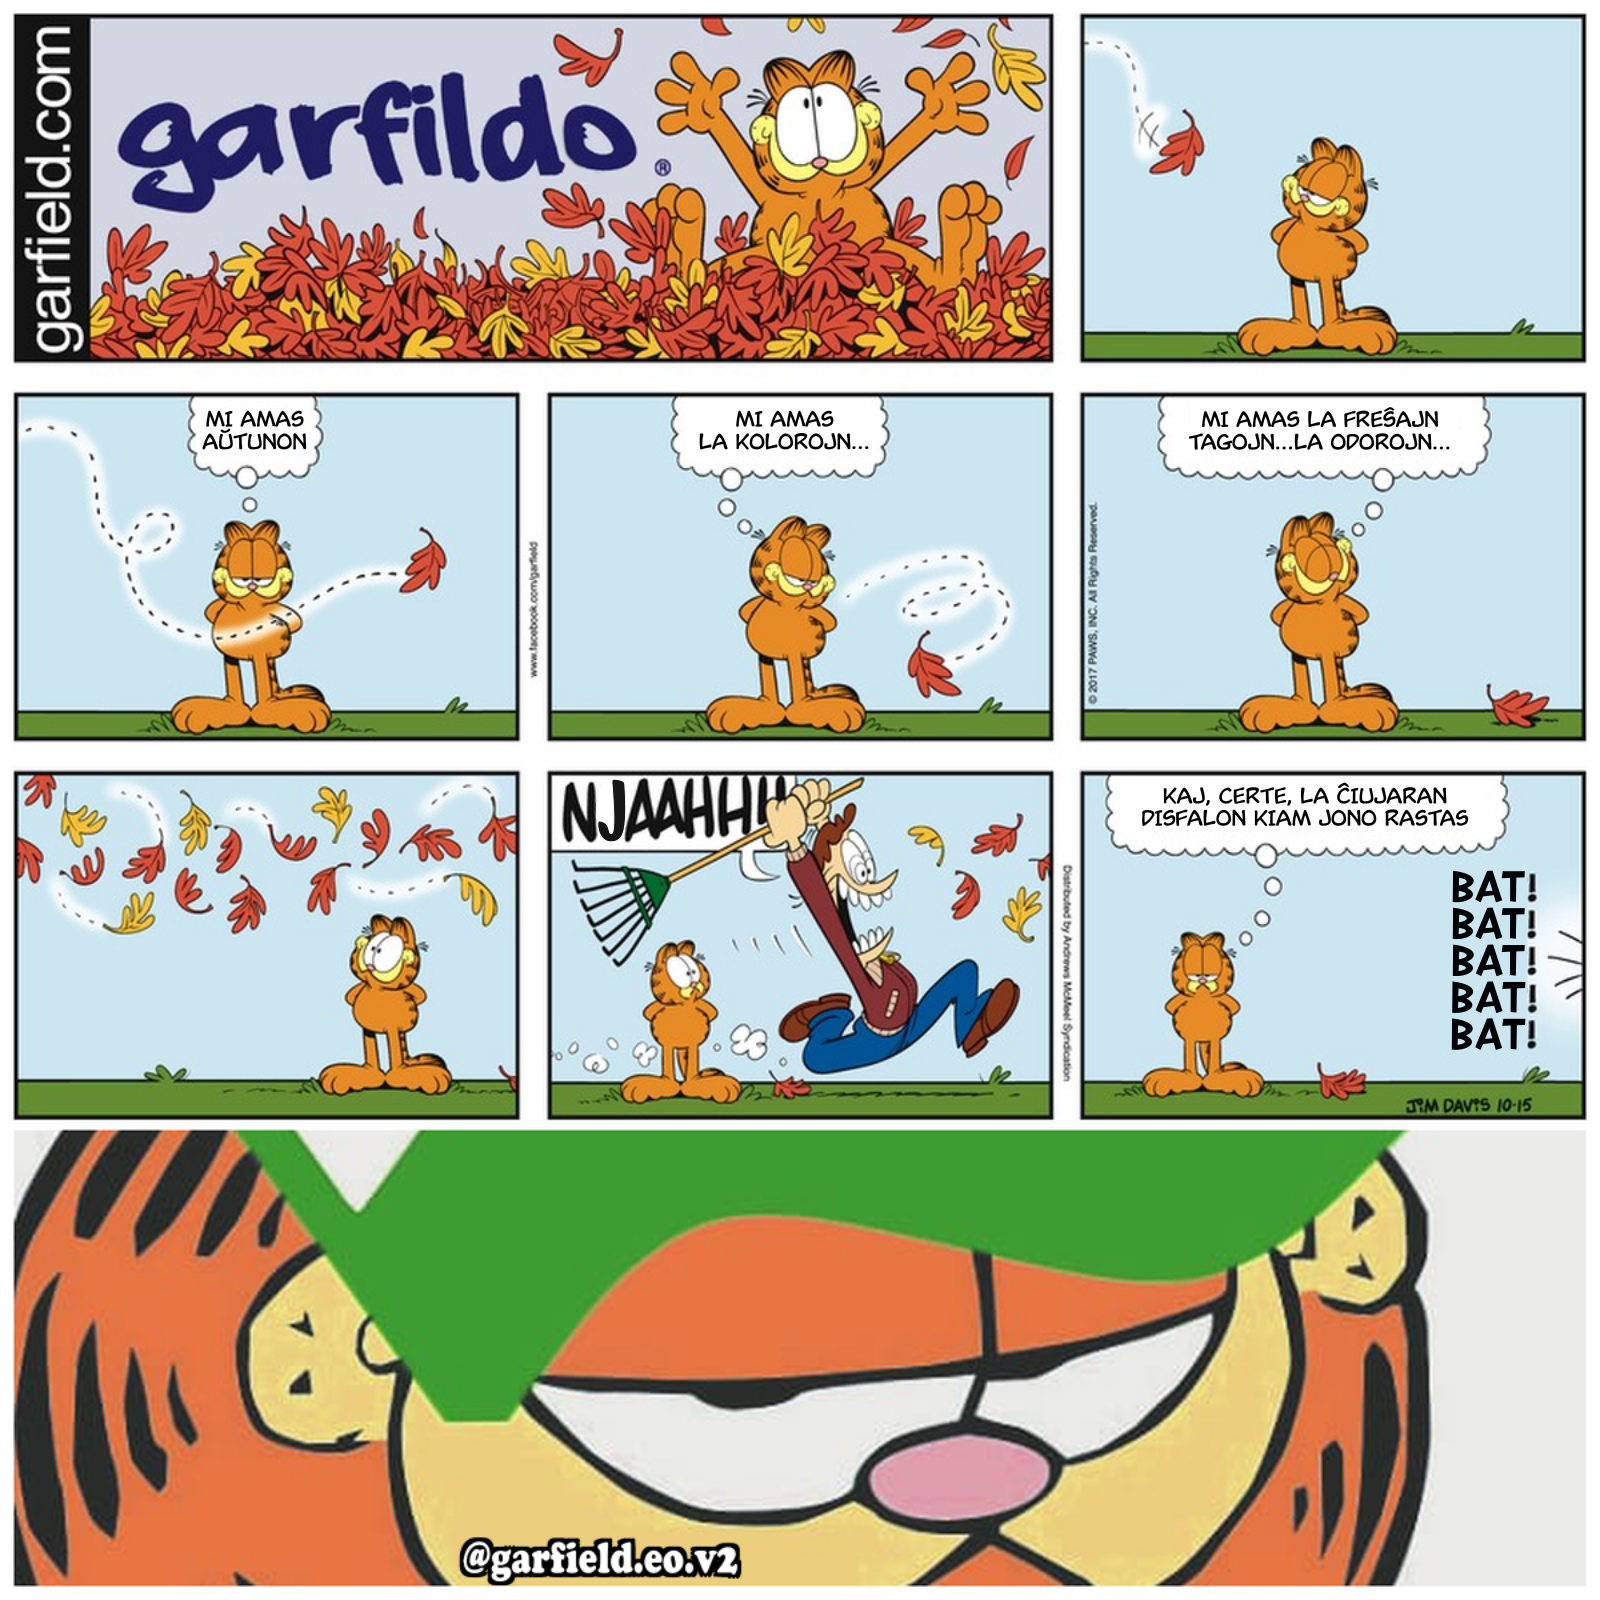 garfield.com
garfildo
®
MI AMAS
AŬTUNON
www.facebook.com/garfield
MI AMAS
LA KOLOROJN...
© 2017 PAWS, INC. All Rights Reserved.
MI AMAS LA FREŜAJN
TAGOJN...LA ODOROJN...
NJAAHHH
Distributed by Andrews McMeel Syndication
KAJ, CERTE, LA ĈIUJARAN
DISFALON KIAM JONO RASTAS
BAT!
BAT!
BAT!
BAT!
BAT!
JIM DAVIS 10-15
@garfield.eo.v2